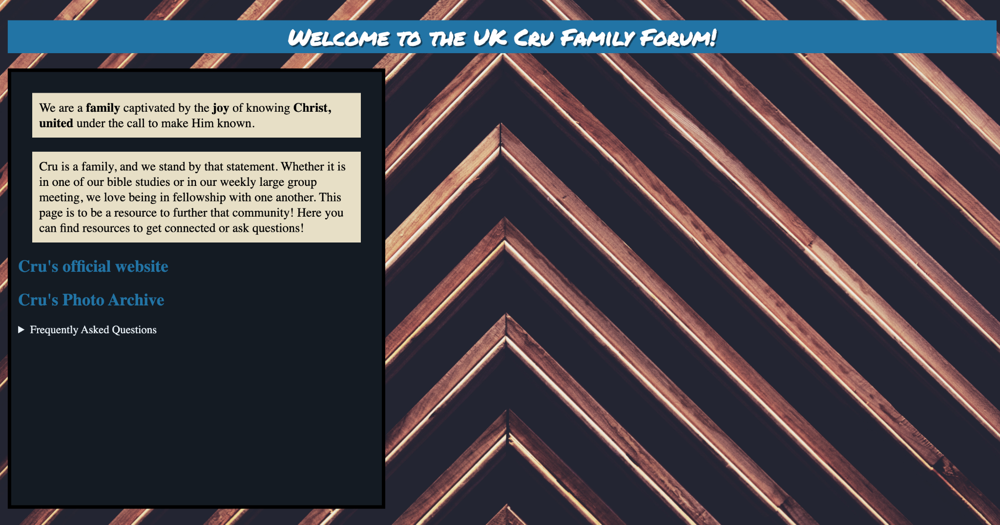 Welcome to the UK Cru Family Forum!
We are a family captivated by the joy of knowing Christ,
united under the call to make Him known.
Cru is a family, and we stand by that statement. Whether it is
in one of our bible studies or in our weekly large group
meeting, we love being in fellowship with one another. This
page is to be a resource to further that community! Here you
can find resources to get connected or ask questions!
Cru's official website
Cru's Photo Archive
Frequently Asked Questions